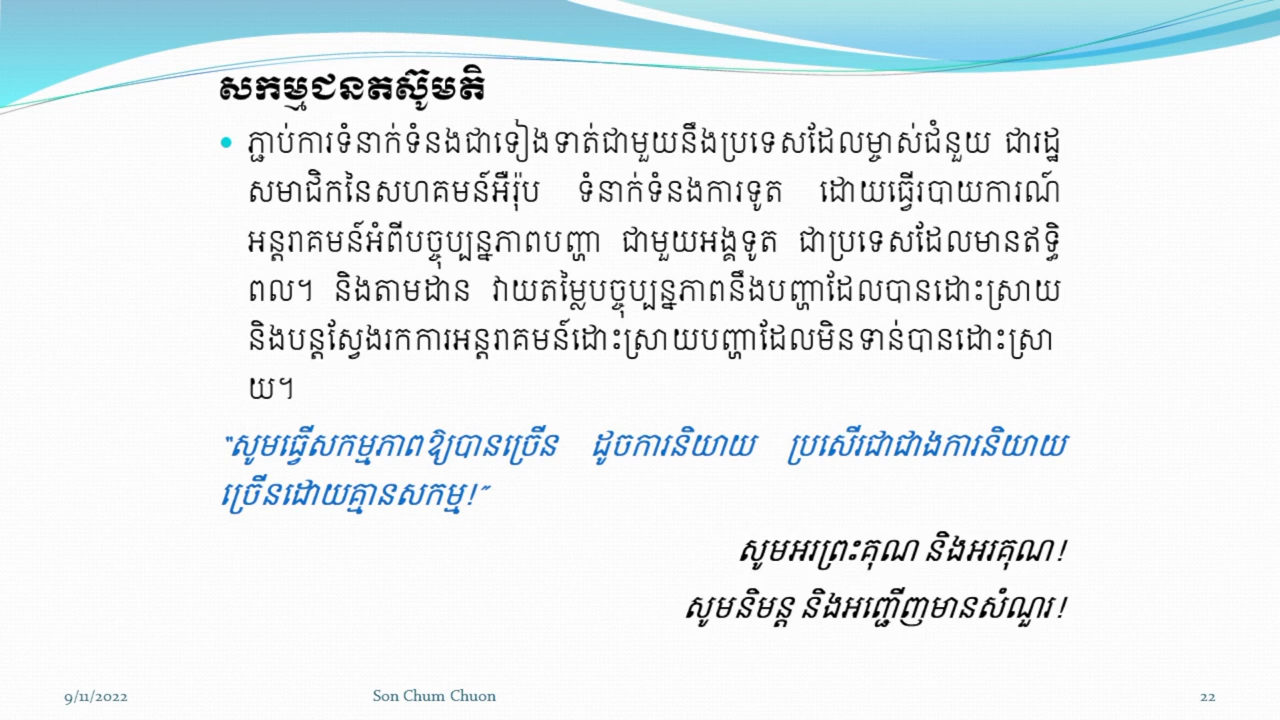 សកម្មជនតស៊ូមតិ
• ភ្ជាប់ការទំនាក់ទំនងជាទៀងទាត់ជាមួយនឹងប្រទេសដែលម្ចាស់ជំនួយ ជារដ្ឋ
សមាជិកនៃសហគមន៍អឺរ៉ុប ទំនាក់ទំនងការទូត ដោយធ្វើរបាយការណ៍
អន្តរាគមន៍អំពីបច្ចុប្បន្នភាពបញ្ហា ជាមួយអង្គទូត ជាប្រទេសដែលមានឥទ្ធិ
ពល។ និងតាមដាន វាយតម្លៃបច្ចុប្បន្នភាពនឹងបញ្ហាដែលបានដោះស្រាយ
និងបន្តស្វែងរកការអន្តរាគមន៍ដោះស្រាយបញ្ហាដែលមិនទាន់បានដោះស្រា
យ។
"សូមធ្វើសកម្មភាពឱ្យបានច្រើន ដូចការនិយាយ ប្រសើរជាជាងការនិយាយ
ច្រើនដោយគ្មានសកម្ម!"
សូមអរព្រះគុណ និងអរគុណ!
សូមនិមន្ត និងអញ្ជើញមានសំណួរ!
9/11/2022 Son Chum Chuon 22